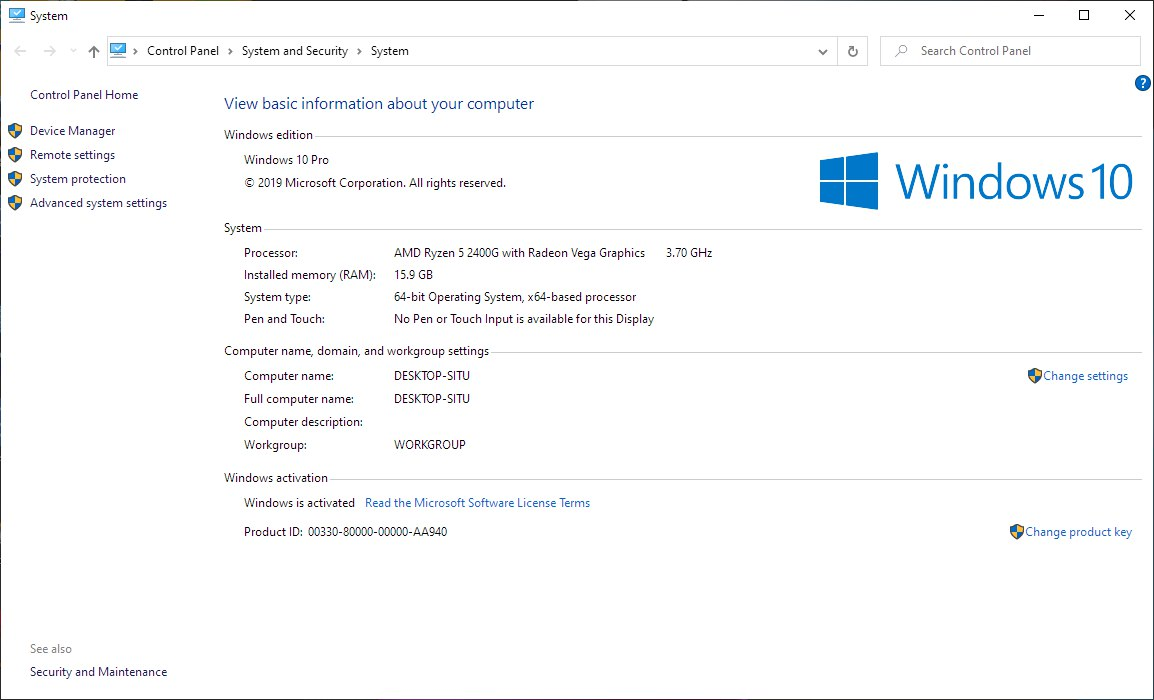 System
Control Panel › System and Security › System
Search Control Panel
?
Control Panel Home
Device Manager
Remote settings
System protection
Advanced system settings
View basic information about your computer
Windows edition
Windows 10 Pro
© 2019 Microsoft Corporation. All rights reserved.
Windows 10
System
Processor: AMD Ryzen 5 2400G with Radeon Vega Graphics 3.70 GHz
Installed memory (RAM): 15.9 GB
System type: 64-bit Operating System, x64-based processor
Pen and Touch: No Pen or Touch Input is available for this Display
Computer name, domain, and workgroup settings
Computer name: DESKTOP-SITU
Change settings
Full computer name: DESKTOP-SITU
Computer description:
Workgroup: WORKGROUP
Windows activation
Windows is activated Read the Microsoft Software License Terms
Product ID: 00330-80000-00000-AA940
Change product key
See also
Security and Maintenance